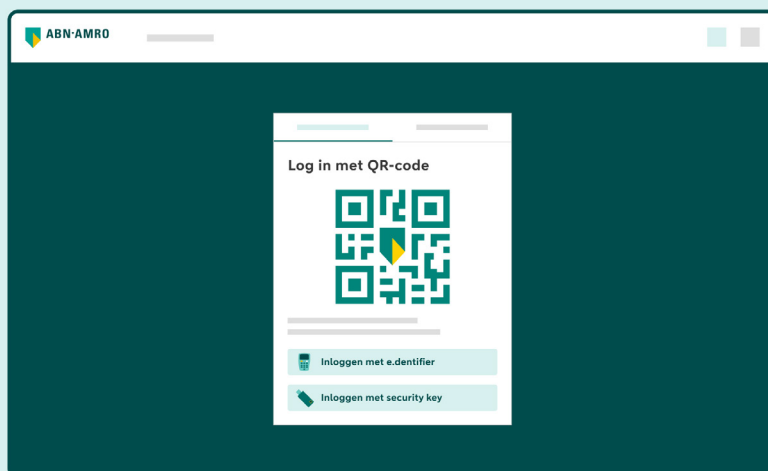 ABN·AMRO
Log in met QR-code
Inloggen met e.dentifier
Inloggen met security key